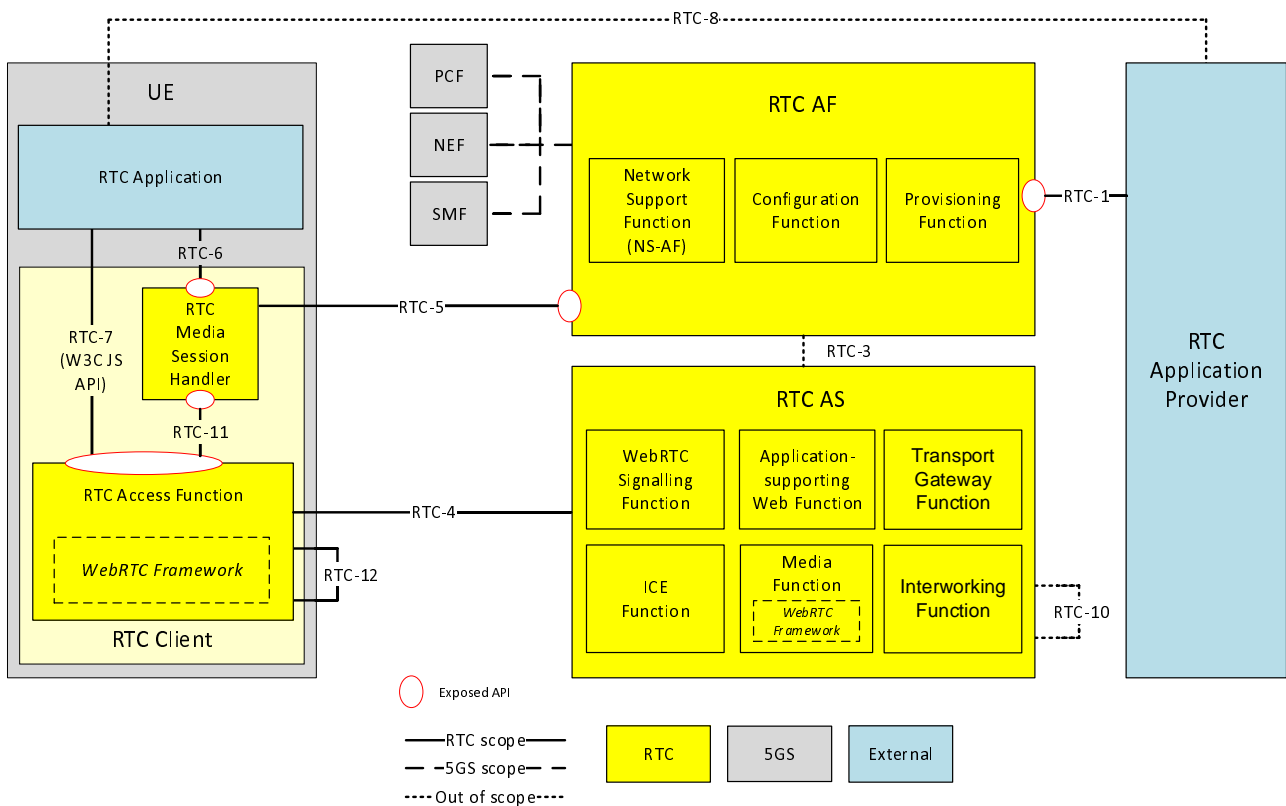 RTC-8
UE
RTC Application
RTC-6
RTC
Media
Session
Handler
RTC-7
(W3C JS
API)
RTC-11
RTC Access Function
WebRTC Framework
RTC-12
RTC Client
PCF
NEF
SMF
RTC-5
RTC-4
RTC AF
Network
Support
Function
(NS-AF)
Configuration
Function
Provisioning
Function
RTC-1
RTC-3
RTC AS
WebRTC
Signalling
Function
Application-
supporting
Web Function
Transport
Gateway
Function
ICE
Function
Media
Function
WebRTC
Framework
Interworking
Function
RTC-10
RTC
Application
Provider
Exposed API
RTC scope
5GS scope
Out of scope
RTC
5GS
External